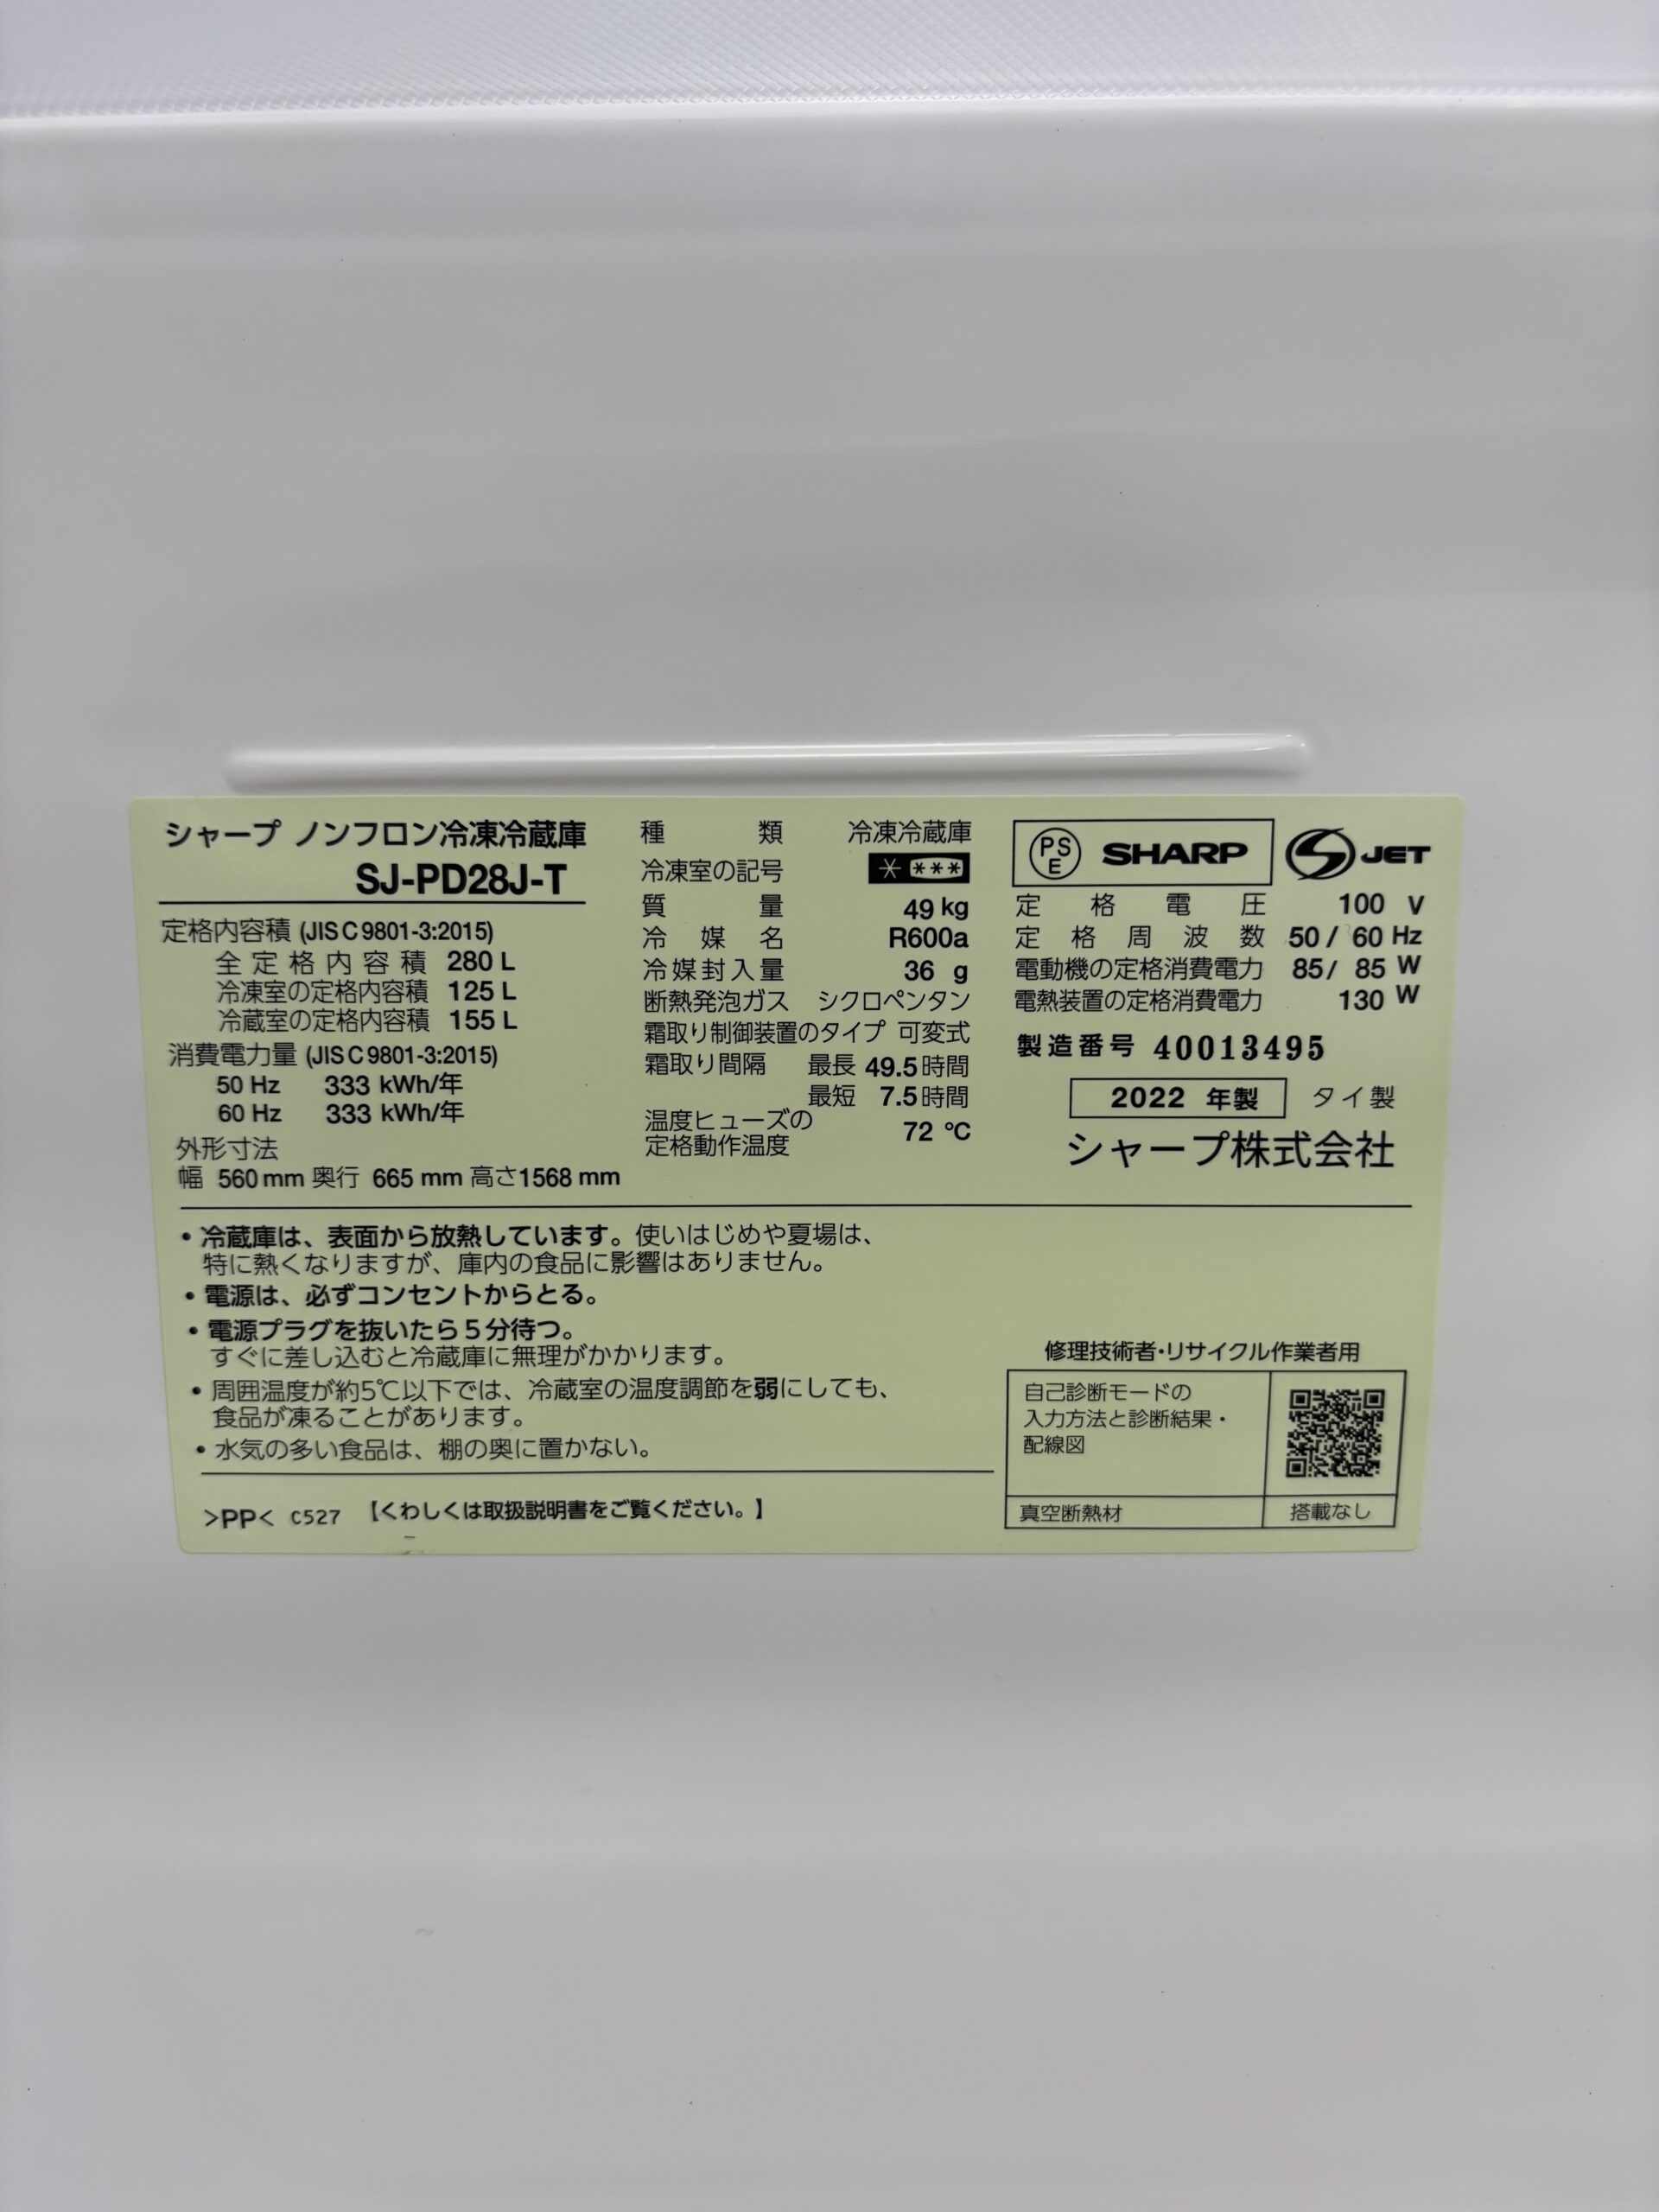 シャープ ノンフロン冷凍冷蔵庫
SJ-PD28J-T
定格内容積 (JIS C 9801-3:2015)
全定格内容積 280 L
冷凍室の定格内容積 125 L
冷蔵室の定格内容積 155 L
消費電力量 (JIS C 9801-3:2015)
50 Hz 333 kWh/年
60 Hz 333 kWh/年
外形寸法
幅 560 mm 奥行 665 mm 高さ 1568 mm
種類 冷凍冷蔵庫
冷凍室の記号 * ***
質量 49 kg
冷媒名 R600a
冷媒封入量 36 g
断熱発泡ガス シクロペンタン
霜取り制御装置のタイプ 可変式
霜取り間隔 最長 49.5 時間
最短 7.5 時間
温度ヒューズの
定格動作温度 72 ℃
PSE SHARP JET
定格電圧 100 V
定格周波数 50 / 60 Hz
電動機の定格消費電力 85 / 85 W
電熱装置の定格消費電力 130 W
製造番号 40013495
2022 年製 タイ製
シャープ株式会社
・冷蔵庫は、表面から放熱しています。使いはじめや夏場は、
特に熱くなりますが、庫内の食品に影響はありません。
・電源は、必ずコンセントからとる。
・電源プラグを抜いたら5分待つ。
すぐに差し込むと冷蔵庫に無理がかかります。
・周囲温度が約5℃以下では、冷蔵室の温度調節を弱にしても、
食品が凍ることがあります。
・水気の多い食品は、棚の奥に置かない。
>PP< C527 【くわしくは取扱説明書をご覧ください。】
修理技術者・リサイクル作業者用
自己診断モードの
入力方法と診断結果・
配線図
真空断熱材 搭載なし